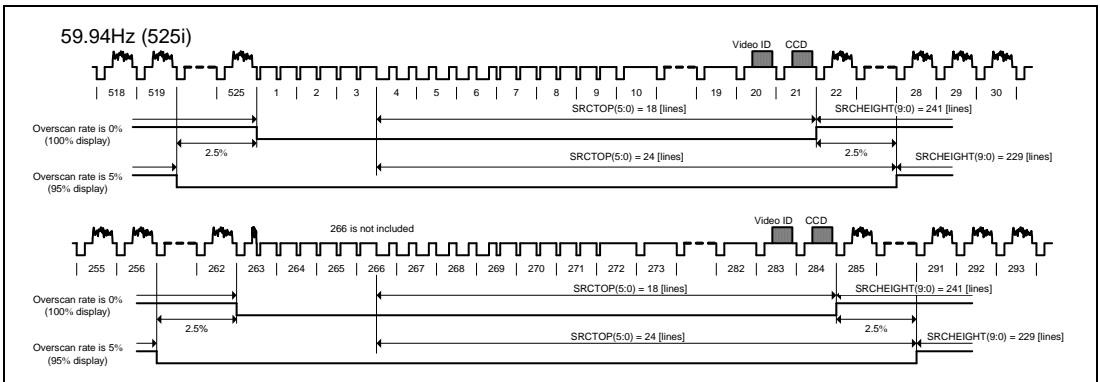 59.94Hz (525i)
Video ID CCD
518 519 525 1 2 3 4 5 6 7 8 9 10 19 20 21 22 28 29 30
SRCTOP(5:0) = 18 [lines] SRCHEIGHT(9:0) = 241 [lines]
Overscan rate is 0%
(100% display)
2.5% 2.5%
SRCTOP(5:0) = 24 [lines] SRCHEIGHT(9:0) = 229 [lines]
Overscan rate is 5%
(95% display)
266 is not included
Video ID CCD
255 256 262 263 264 265 266 267 268 269 270 271 272 273 282 283 284 285 291 292 293
SRCTOP(5:0) = 18 [lines] SRCHEIGHT(9:0) = 241 [lines]
Overscan rate is 0%
(100% display)
2.5% 2.5%
SRCTOP(5:0) = 24 [lines] SRCHEIGHT(9:0) = 229 [lines]
Overscan rate is 5%
(95% display)